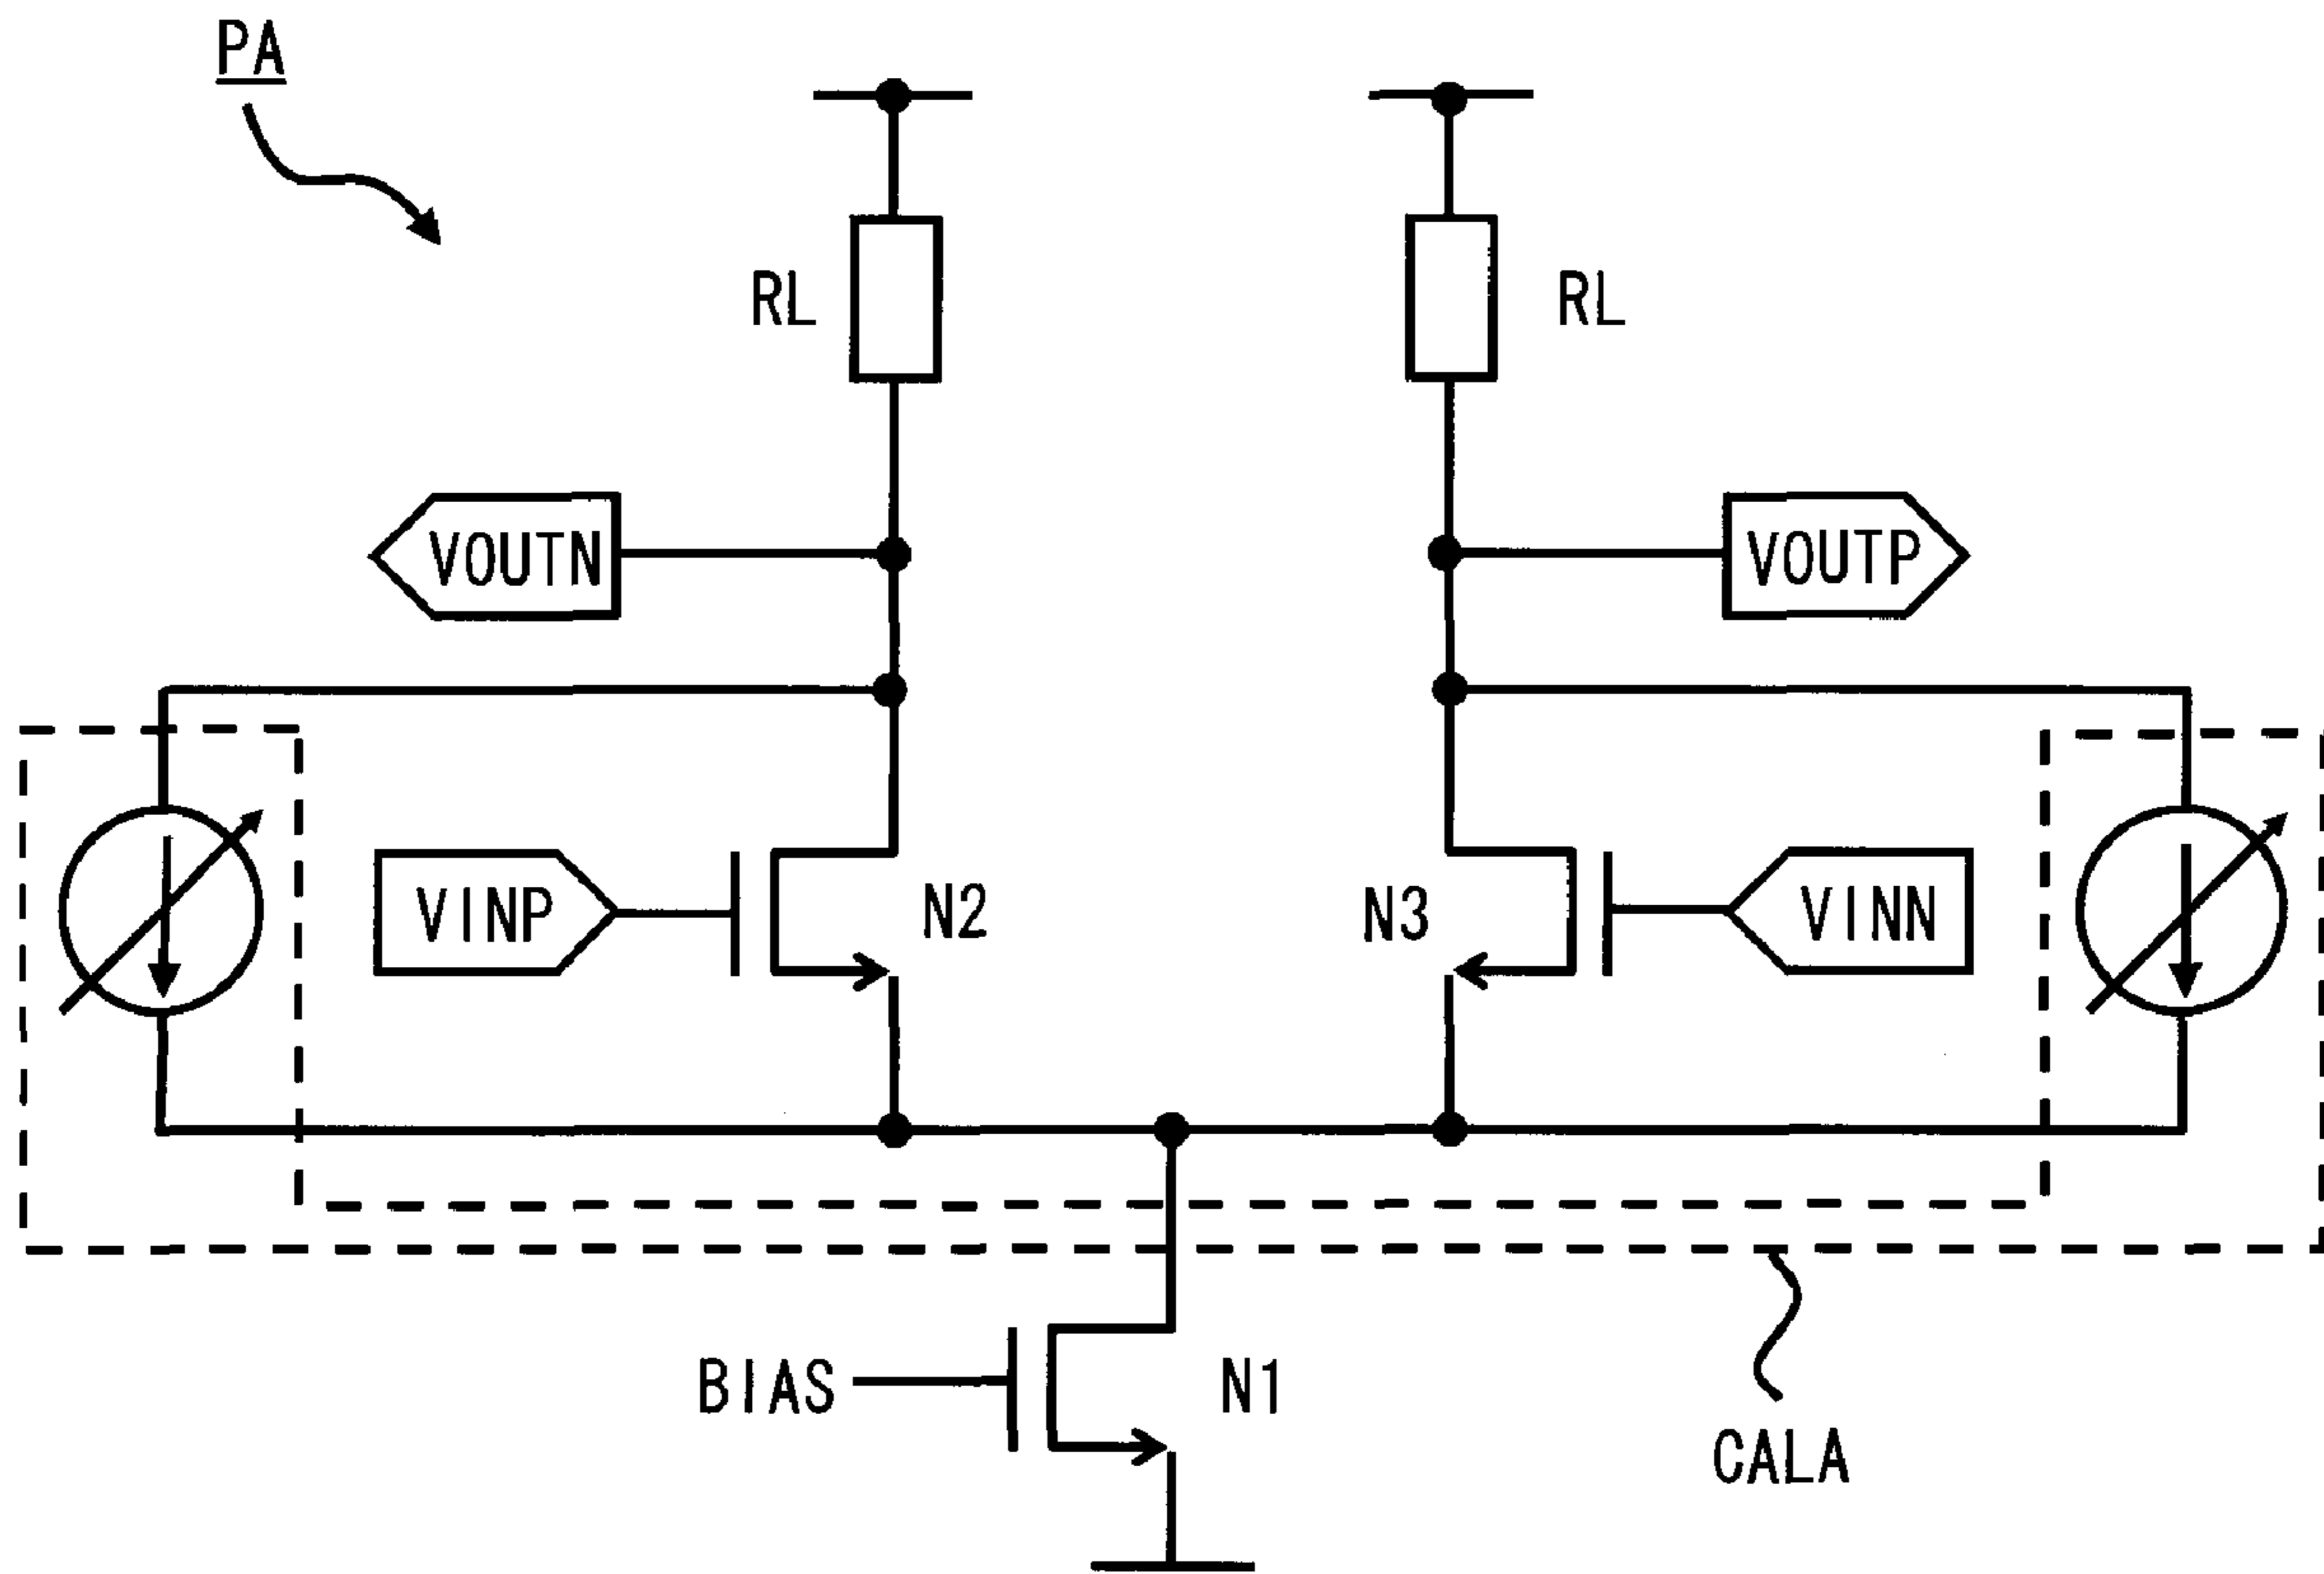 PA
RL
RL
VOUTN
VOUTP
VINP
N2
N3
VINN
BIAS
N1
CALA